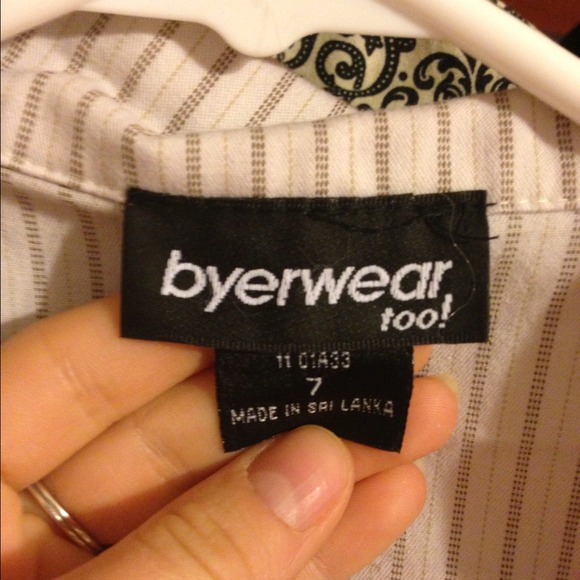 byerwear
too!
11 01A33
7
MADE IN SRI LANKA